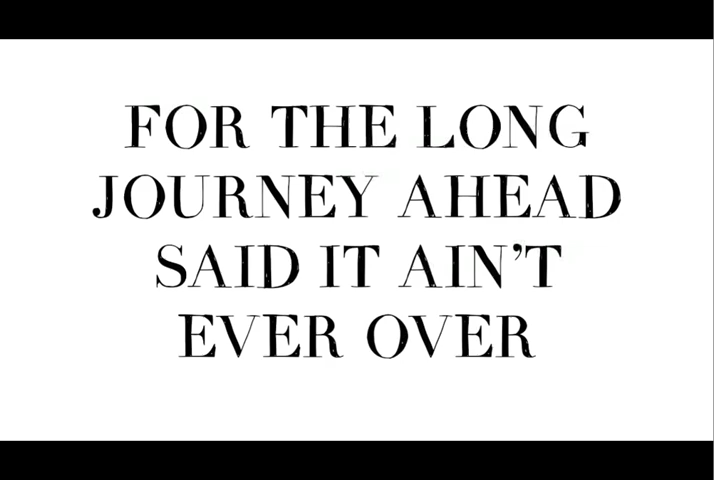 FOR THE LONG
JOURNEY AHEAD
SAID IT AIN’T
EVER OVER